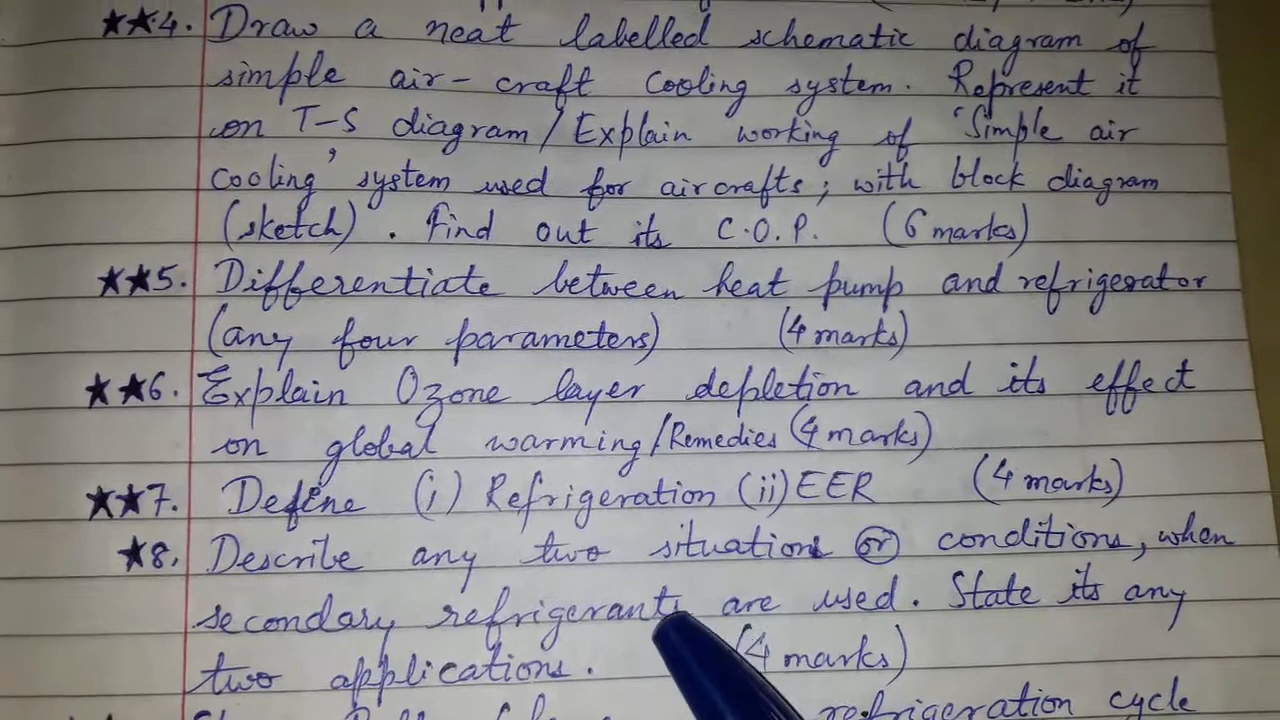 ★★4. Draw a neat labelled schematic diagram of
simple air-craft cooling system. Represent it
on T-S diagram/Explain working of 'Simple air
cooling' system used for aircrafts, with block diagram
(sketch). Find out its C.O.P. (6 marks)
★★5. Differentiate between heat pump and refrigerator
(any four parameters) (4 marks)
★★6. Explain Ozone layer depletion and its effect
on global warming/Remedies (4 marks)
★★7. Define (i) Refrigeration (ii) EER (4 marks)
★8. Describe any two situations or conditions, when
secondary refrigerants are used. State its any
two applications. (4 marks)
refrigeration cycle